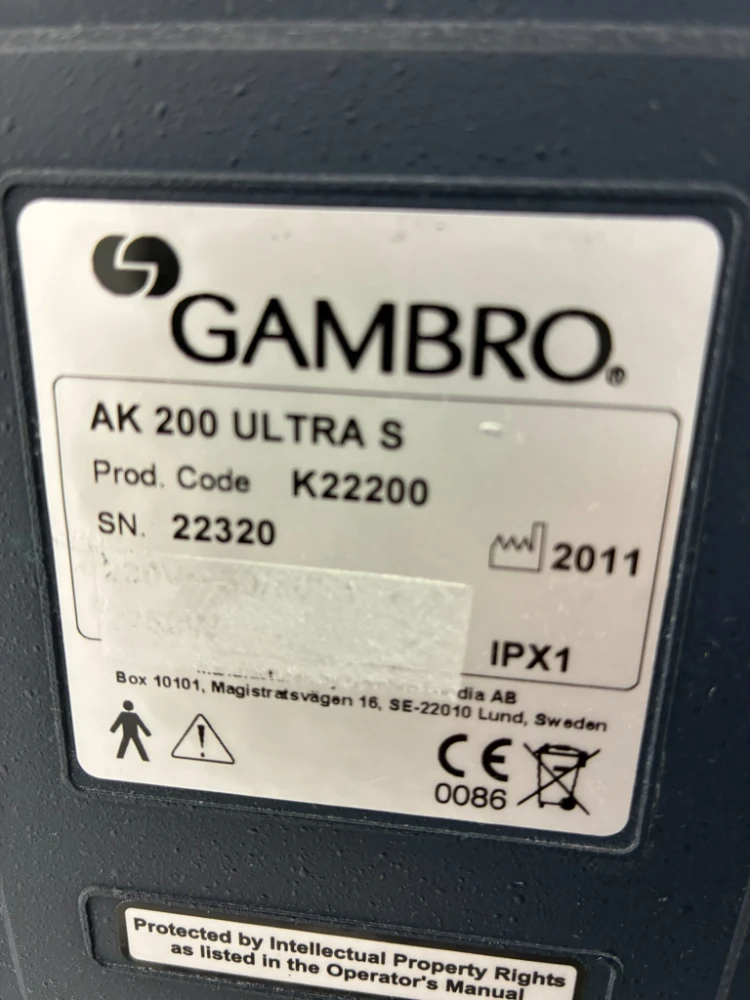 GAMBRO®
AK 200 ULTRA S
Prod. Code K22200
SN. 22320
2011
IPX1
AB
Box 10101, Magistratsvägen 16, SE-22010 Lund, Sweden
CE
0086
Protected by Intellectual Property Rights
as listed in the Operator's Manual